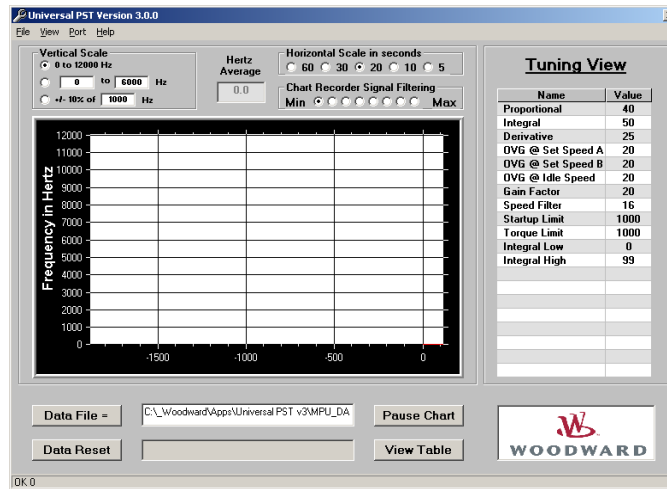 Universal PST Version 3.0.0
File View Port Help
Vertical Scale
0 to 12000 Hz
0 to 6000 Hz
+/- 10% of 1000 Hz
Hertz
Average
0.0
Horizontal Scale in seconds
60 30 20 10 5
Chart Recorder Signal Filtering
Min Max
Frequency in Hertz
12000
11000
10000
9000
8000
7000
6000
5000
4000
3000
2000
1000
0
-1500 -1000 -500 0
Tuning View
Name Value
Proportional 40
Integral 50
Derivative 25
OVG @ Set Speed A 20
OVG @ Set Speed B 20
OVG @ Idle Speed 20
Gain Factor 20
Speed Filter 16
Startup Limit 1000
Torque Limit 1000
Integral Low 0
Integral High 99
Data File = C:\_Woodward\Apps\Universal PST v3\MPU_DA Pause Chart
Data Reset View Table
WOODWARD
OK 0